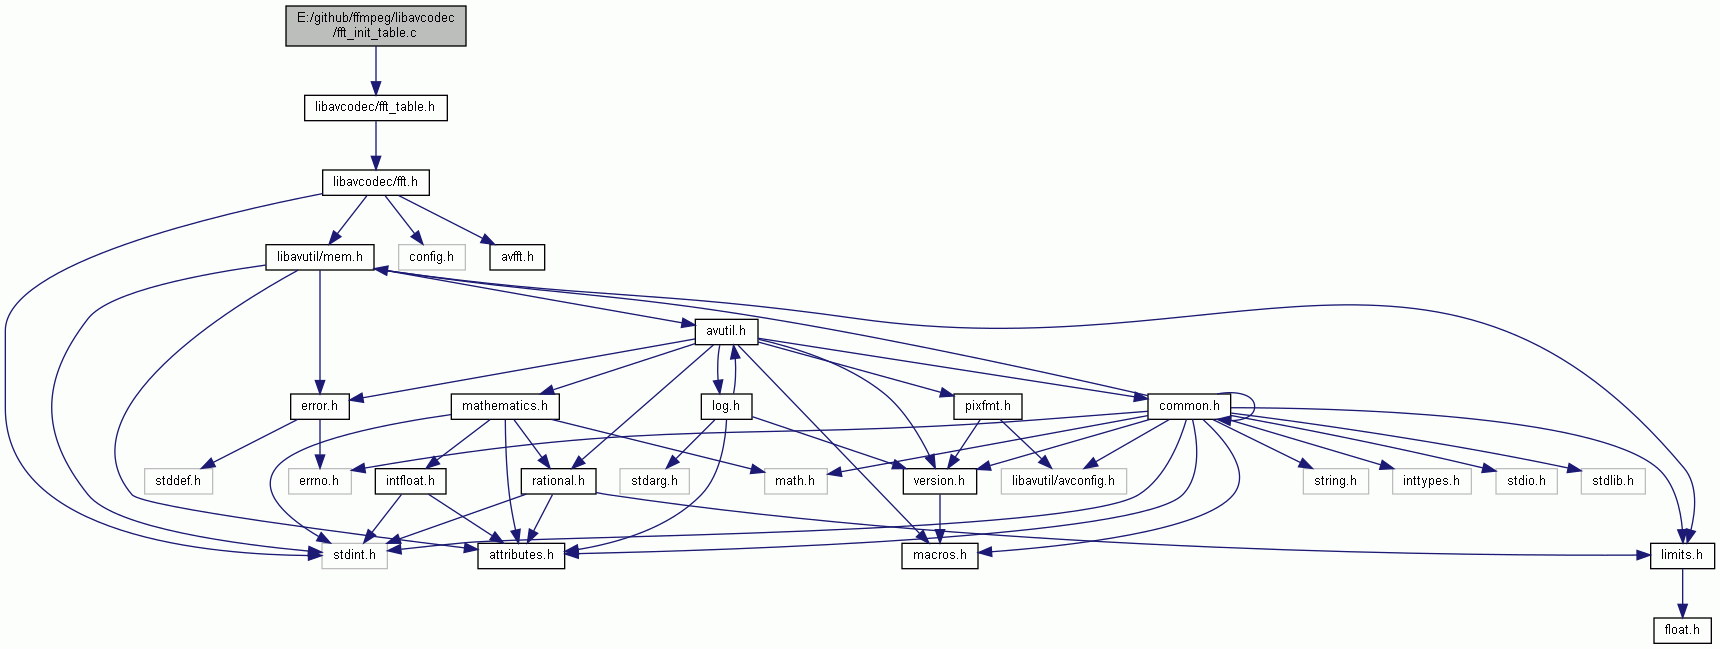 E:/github/ffmpeg/libavcodec
/fft_init_table.c
libavcodec/fft_table.h
libavcodec/fft.h
libavutil/mem.h
config.h
avfft.h
avutil.h
error.h
mathematics.h
log.h
pixfmt.h
common.h
stddef.h
errno.h
intfloat.h
rational.h
stdarg.h
math.h
version.h
libavutil/avconfig.h
string.h
inttypes.h
stdio.h
stdlib.h
stdint.h
attributes.h
macros.h
limits.h
float.h